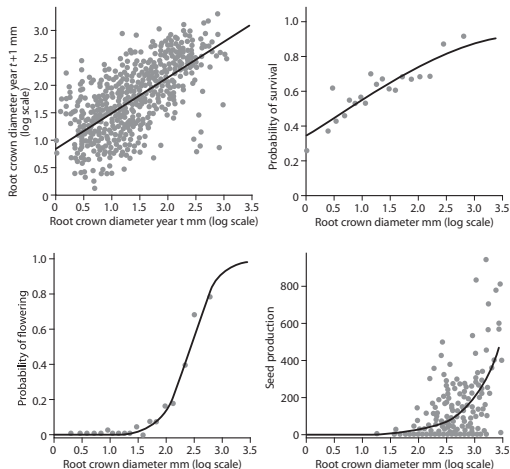 Root crown diameter year t+1 mm
(log scale)
3.0
2.5
2.0
1.5
1.0
0.5
0
0 0.5 1.0 1.5 2.0 2.5 3.0 3.5
Root crown diameter year t mm (log scale)
Probability of survival
1.0
0.8
0.6
0.4
0.2
0
0 0.5 1.0 1.5 2.0 2.5 3.0 3.5
Root crown diameter mm (log scale)
Probability of flowering
1.0
0.8
0.6
0.4
0.2
0
0 0.5 1.0 1.5 2.0 2.5 3.0 3.5
Root crown diameter mm (log scale)
Seed production
800
600
400
200
0
0 0.5 1.0 1.5 2.0 2.5 3.0 3.5
Root crown diameter mm (log scale)